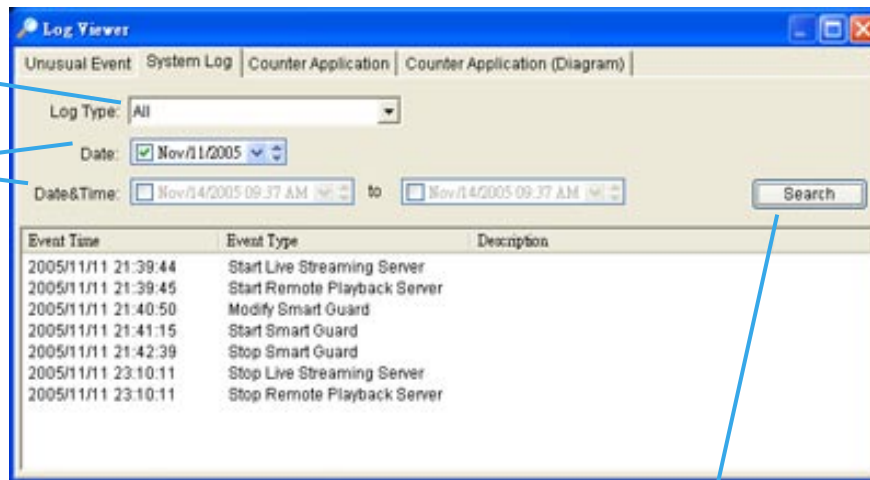 Log Viewer
Unusual Event System Log Counter Application Counter Application (Diagram)
Log Type: All
Date: Nov/11/2005
Date&Time: Nov/14/2005 09:37 AM to Nov/14/2005 09:37 AM Search
Event Time Event Type Description
2005/11/11 21:39:44 Start Live Streaming Server
2005/11/11 21:39:45 Start Remote Playback Server
2005/11/11 21:40:50 Modify Smart Guard
2005/11/11 21:41:15 Start Smart Guard
2005/11/11 21:42:39 Stop Smart Guard
2005/11/11 23:10:11 Stop Live Streaming Server
2005/11/11 23:10:11 Stop Remote Playback Server